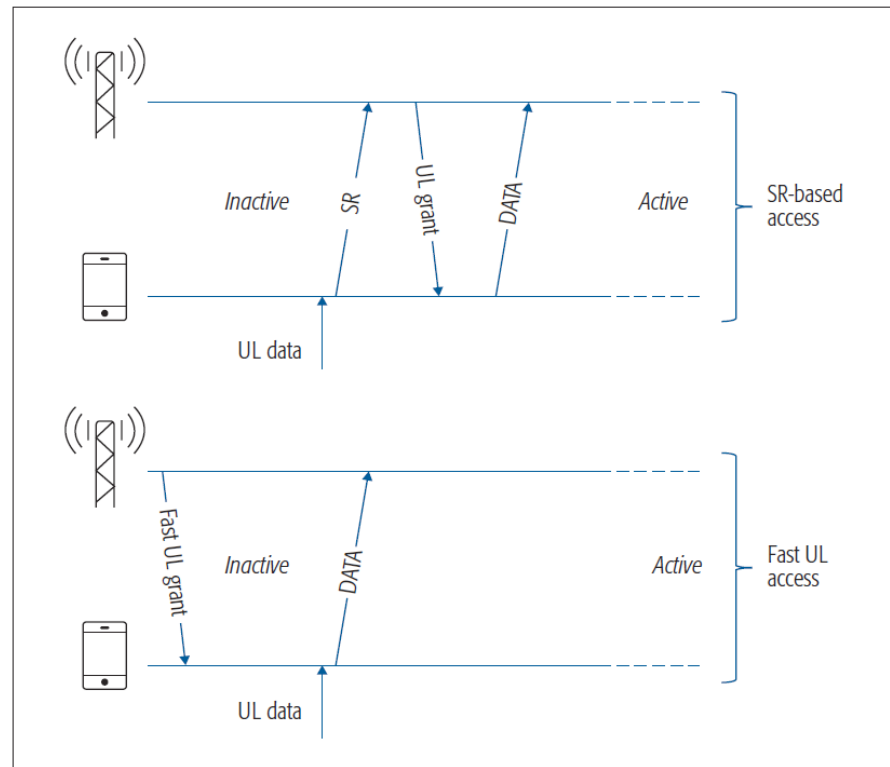 Inactive
SR
UL grant
DATA
Active
SR-based
access
UL data
Fast UL grant
Inactive
DATA
Active
Fast UL
access
UL data